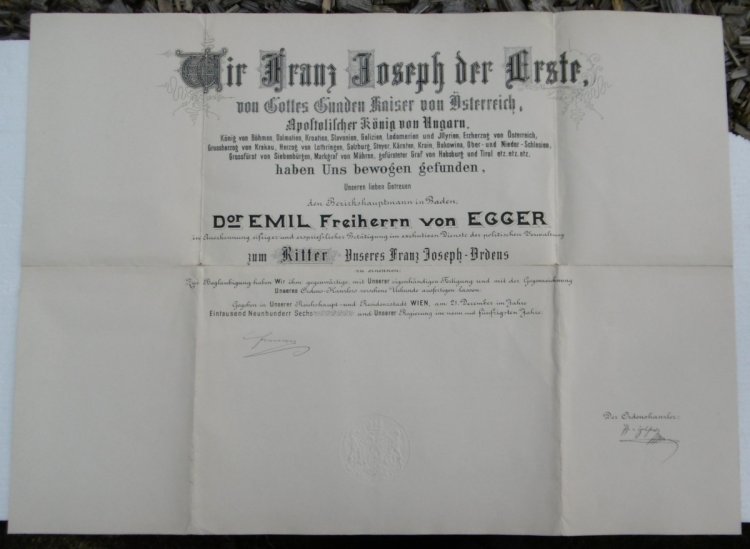 Wir Franz Joseph der Erste,
von Gottes Gnaden Kaiser von Österreich,
Apostolischer König von Ungarn,
König von Böhmen, Dalmatien, Kroatien, Slavonien, Galizien, Lodomerien und Jllyrien, Erzherzog von Österreich,
Grossherzog von Krakau, Herzog von Lothringen, Salzburg, Steyer, Kärnten, Krain, Bukowina, Ober- und Nieder-Schlesien,
Grossfürst von Siebenbürgen, Markgraf von Mähren, gefürsteter Graf von Habsburg und Tirol etz. etz. etz.
haben Uns bewogen gefunden,
Unseren lieben Getreuen
den Bezirkshauptmann in Baden,
Dor EMIL Freiherrn von EGGER
in Anerkennung eifriger und erspriesslicher Betätigung im exekutiven Dienste der politischen Verwaltung
zum Ritter Unseres Franz Joseph-Ordens
zu ernennen.
Zur Beglaubigung haben Wir ihm gegenwärtige mit Unserer eigenhändigen Fertigung und mit der Gegenzeichnung
Unseres Ordens-Kanzlers versehene Urkunde ausfertigen lassen.
Gegeben in Unserer Reichshaupt- und Residenzstadt WIEN, am 21. Dezember im Jahre
Eintausend Neunhundert Sechs und Unserer Regierung im neun und fünfzigsten Jahre.
Der Ordenskanzler: